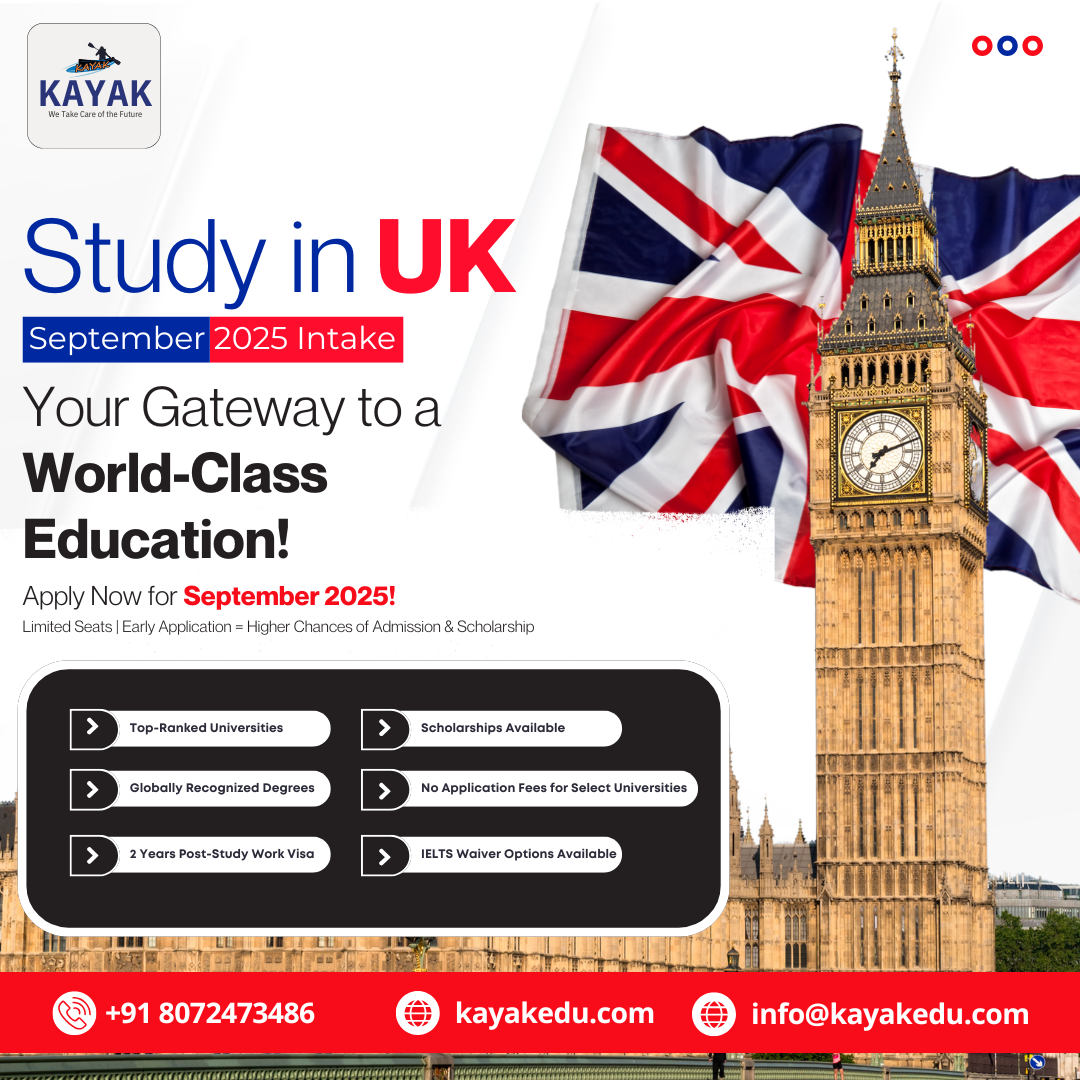 KAYAK
KAYAK
We Take Care of the Future
Study in UK
September 2025 Intake
Your Gateway to a
World-Class
Education!
Apply Now for September 2025!
Limited Seats | Early Application = Higher Chances of Admission & Scholarship
Top-Ranked Universities
Scholarships Available
Globally Recognized Degrees
No Application Fees for Select Universities
2 Years Post-Study Work Visa
IELTS Waiver Options Available
+91 8072473486
kayakedu.com
info@kayakedu.com